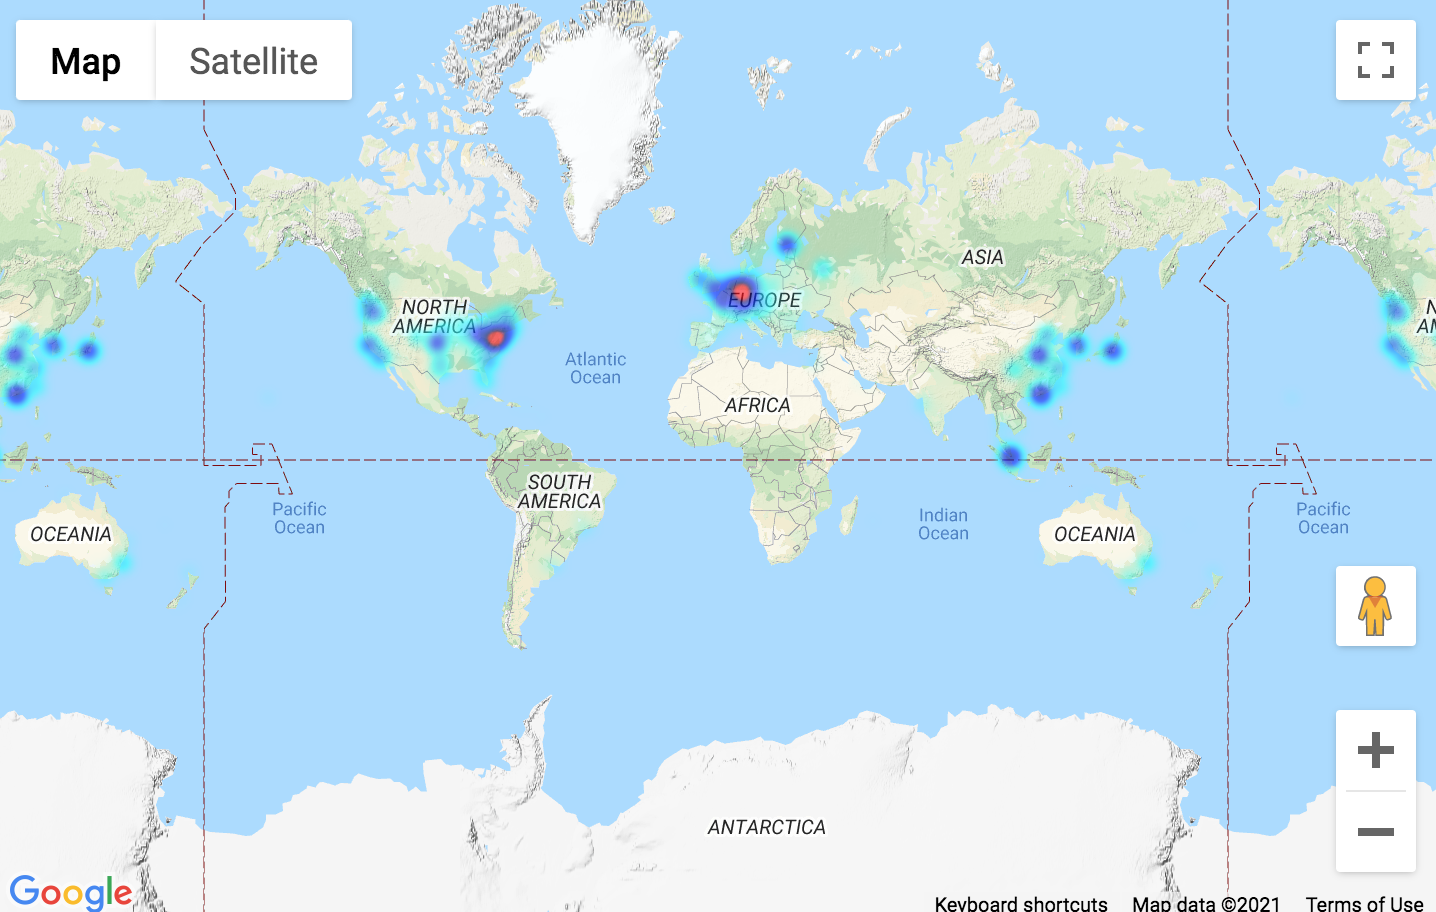 Map Satellite
ASIA
NORTH
AMERICA
EUROPE
Atlantic
Ocean
AFRICA
SOUTH
AMERICA
Pacific
Ocean
Indian
Ocean
Pacific
Ocean
OCEANIA
OCEANIA
N
AM
ANTARCTICA
Google
Keyboard shortcuts Map data ©2021 Terms of Use